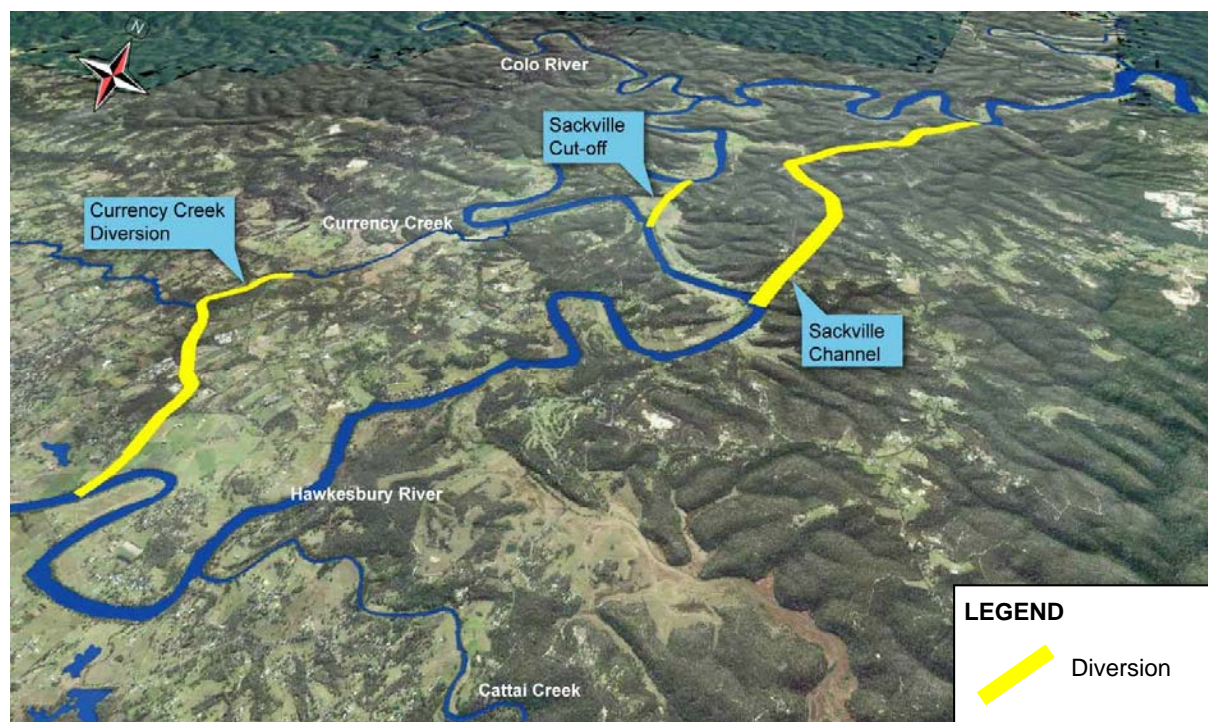 N
Colo River
Sackville
Cut-off
Currency Creek
Diversion
Currency Creek
Sackville
Channel
Hawkesbury River
Cattai Creek
LEGEND
Diversion